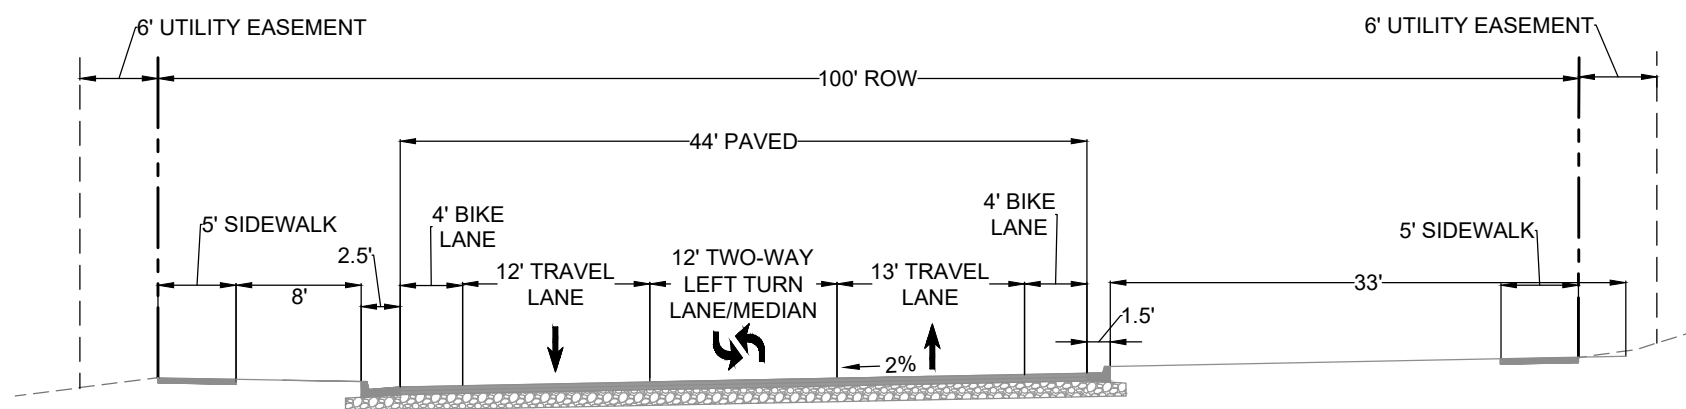 6' UTILITY EASEMENT
6' UTILITY EASEMENT
100' ROW
44' PAVED
5' SIDEWALK
2.5'
8'
4' BIKE
LANE
12' TRAVEL
LANE
12' TWO-WAY
LEFT TURN
LANE/MEDIAN
13' TRAVEL
LANE
2%
4' BIKE
LANE
1.5'
33'
5' SIDEWALK